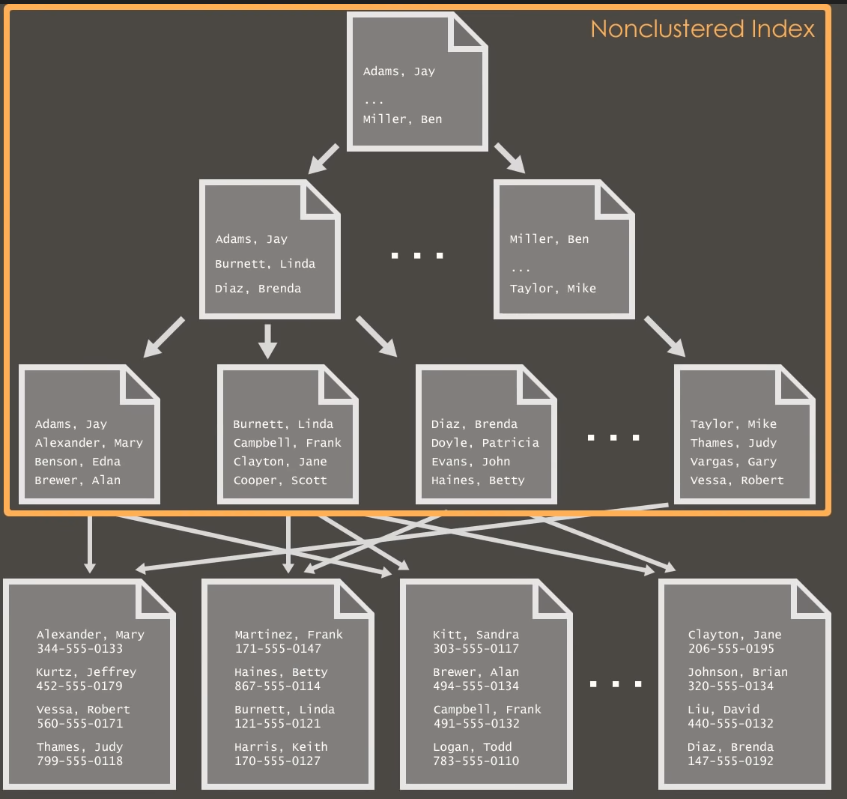 Nonclustered Index
Adams, Jay
...
Miller, Ben
Adams, Jay
Burnett, Linda
Diaz, Brenda
...
Miller, Ben
...
Taylor, Mike
Adams, Jay
Alexander, Mary
Benson, Edna
Brewer, Alan
Burnett, Linda
Campbell, Frank
Clayton, Jane
Cooper, Scott
Diaz, Brenda
Doyle, Patricia
Evans, John
Haines, Betty
...
Taylor, Mike
Thames, Judy
Vargas, Gary
Vessa, Robert
Alexander, Mary
344-555-0133
Kurtz, Jeffrey
452-555-0179
Vessa, Robert
560-555-0171
Thames, Judy
799-555-0118
Martinez, Frank
171-555-0147
Haines, Betty
867-555-0114
Burnett, Linda
121-555-0121
Harris, Keith
170-555-0127
Kitt, Sandra
303-555-0117
Brewer, Alan
494-555-0134
Campbell, Frank
491-555-0132
Logan, Todd
783-555-0110
...
Clayton, Jane
206-555-0195
Johnson, Brian
320-555-0134
Liu, David
440-555-0132
Diaz, Brenda
147-555-0192